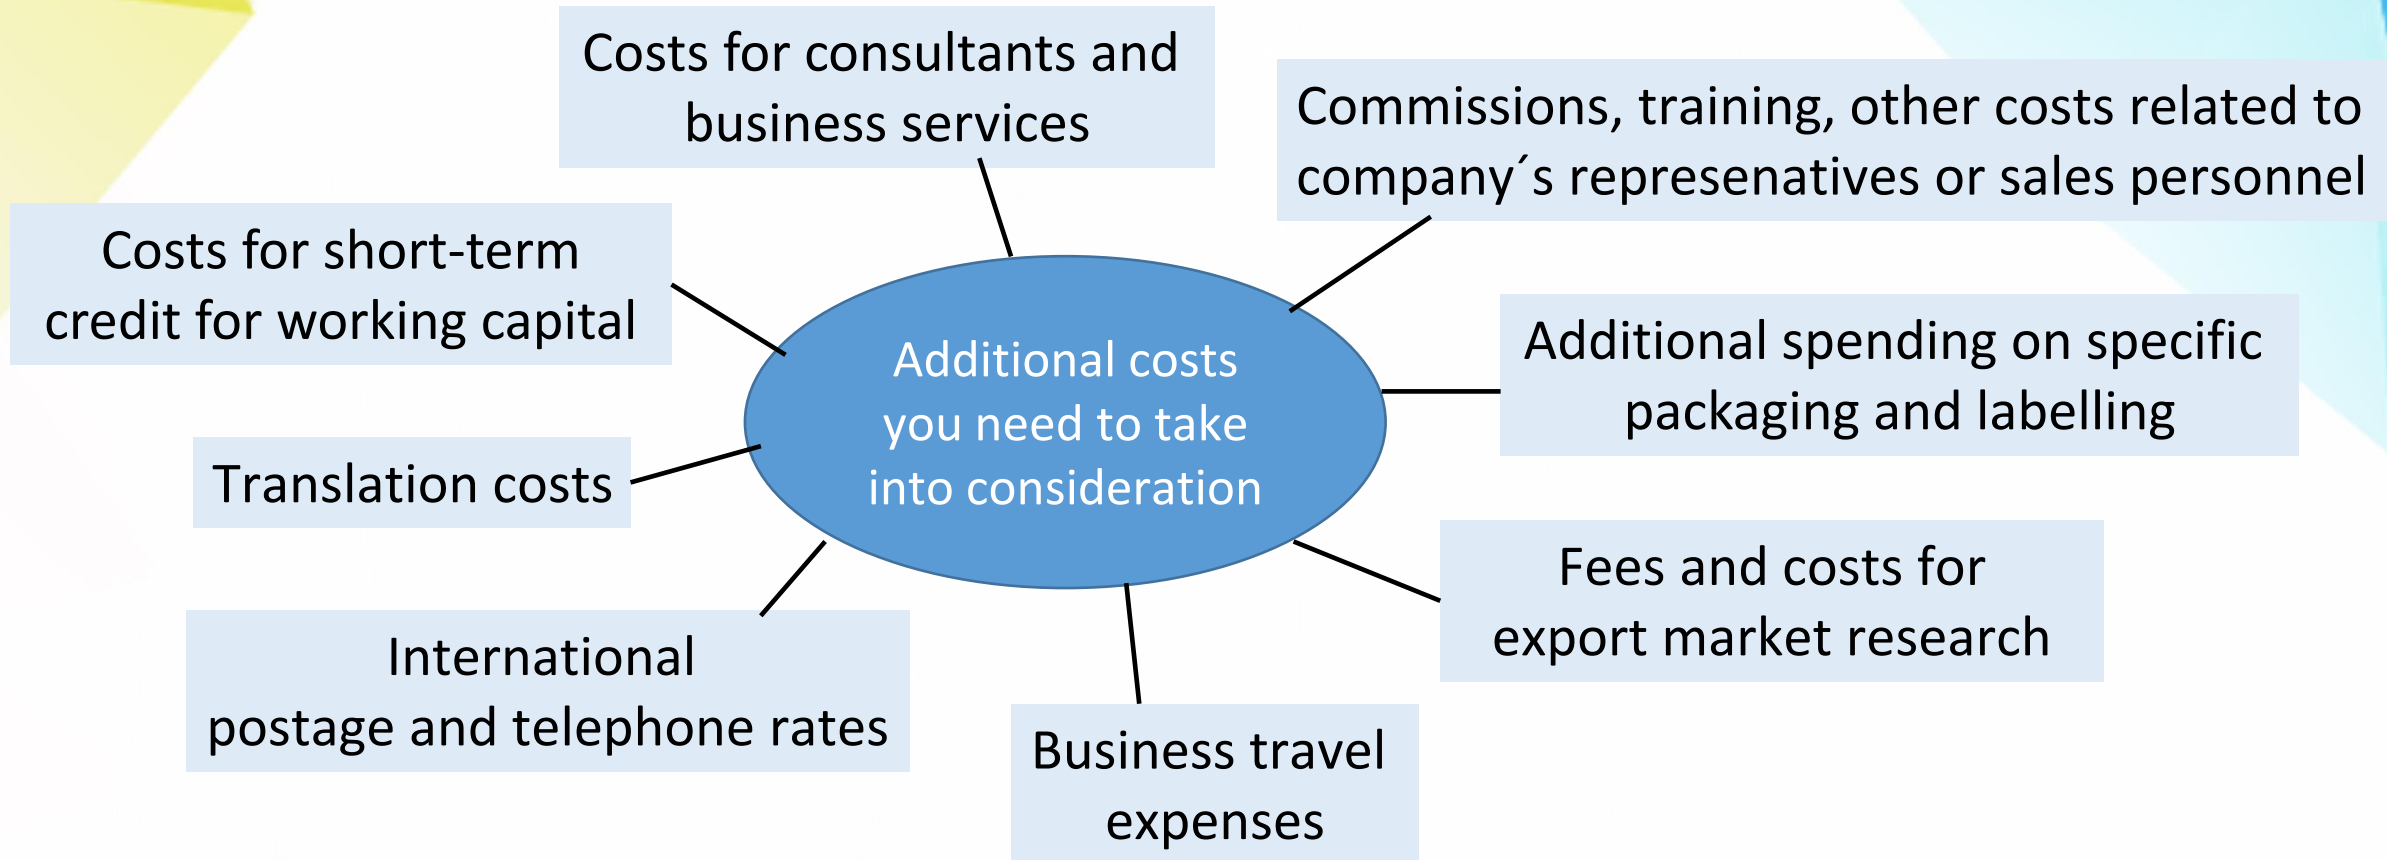 Costs for consultants and
business services
Commissions, training, other costs related to
company´s represenatives or sales personnel
Costs for short-term
credit for working capital
Additional costs
you need to take
into consideration
Additional spending on specific
packaging and labelling
Translation costs
Fees and costs for
export market research
International
postage and telephone rates
Business travel
expenses